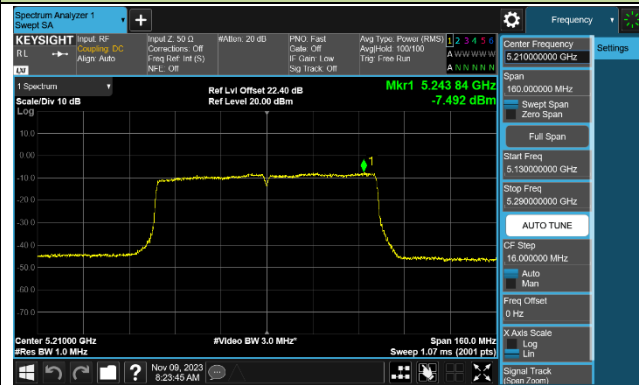 Spectrum Analyzer 1
Swept SA
+
Frequency
KEYSIGHT
RL
LXI
Input: RF
Coupling: DC
Align: Auto
Input Z: 50 Ω
Corrections: Off
Freq Ref: Int (S)
NFE: Off
#Atten: 20 dB
PNO: Fast
Gate: Off
IF Gain: Low
Sig Track: Off
Avg Type: Power (RMS)
Avg|Hold: 100/100
Trig: Free Run
1 2 3 4 5 6
A W W W W W
A N N N N N
1 Spectrum
Scale/Div 10 dB
Log
Ref Lvl Offset 22.40 dB
Ref Level 20.00 dBm
Mkr1 5.243 84 GHz
-7.492 dBm
10.0
0.00
-10.0
-20.0
-30.0
-40.0
-50.0
-60.0
-70.0
1
Center 5.21000 GHz
#Res BW 1.0 MHz
#Video BW 3.0 MHz*
Span 160.0 MHz
Sweep 1.07 ms (2001 pts)
Nov 09, 2023
8:23:45 AM
?
Center Frequency
5.210000000 GHz
Settings
Span
160.000000 MHz
Swept Span
Zero Span
Full Span
Start Freq
5.130000000 GHz
Stop Freq
5.290000000 GHz
AUTO TUNE
CF Step
16.000000 MHz
Auto
Man
Freq Offset
0 Hz
X Axis Scale
Log
Lin
Signal Track
(Span Zoom)